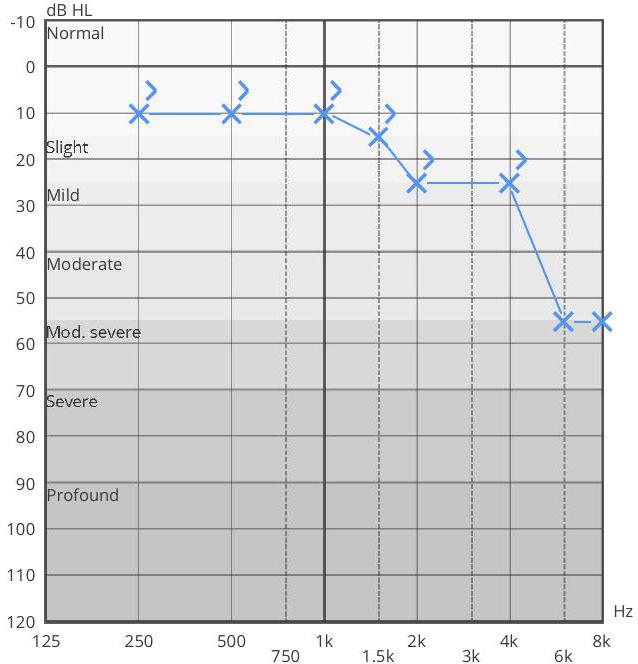 dB HL
-10
Normal
0
10
Slight
20
Mild
30
40
Moderate
50
Mod. severe
60
70
Severe
80
90
Profound
100
110
120
Hz
125 250 500 1k 2k 4k 8k
750 1.5k 3k 6k